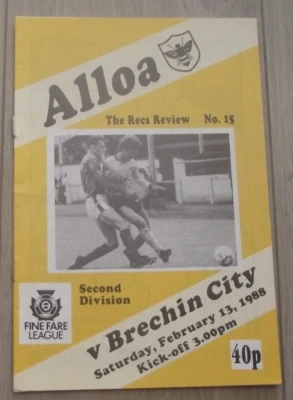 Alloa
The Recs Review No. 15
Second
Division
FINE FARE
LEAGUE
v Brechin City
Saturday, February 13, 1988
Kick-off 3.00pm
40p